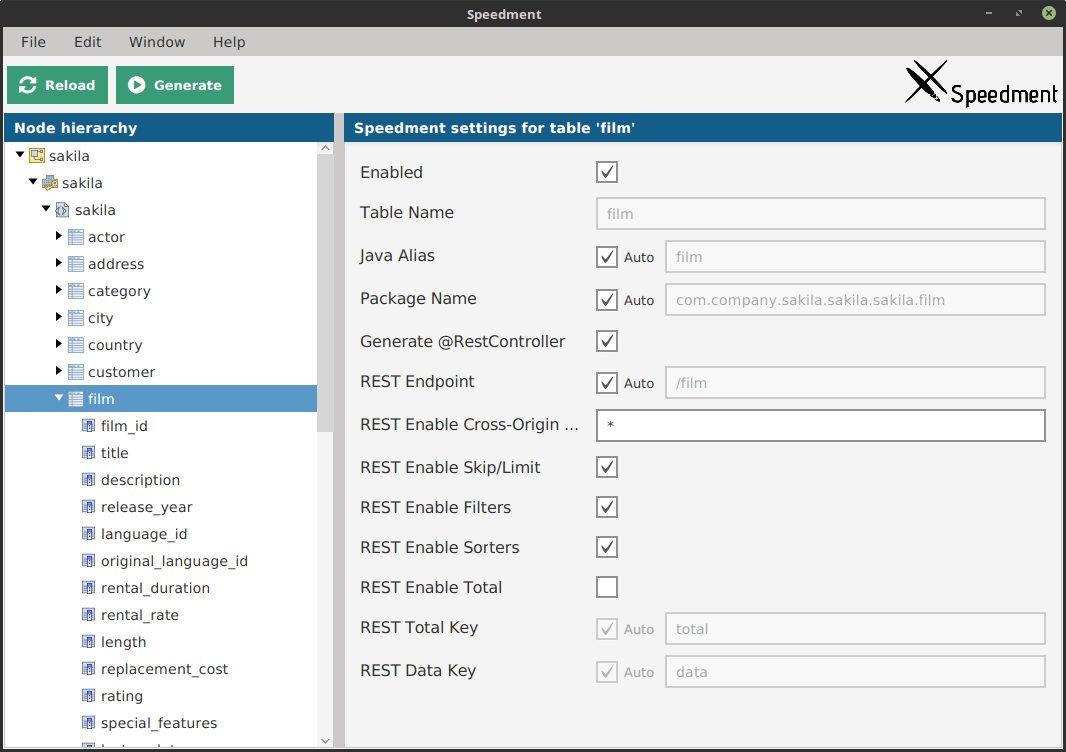 Speedment
File Edit Window Help
Reload Generate
Speedment
Node hierarchy
sakila
sakila
sakila
actor
address
category
city
country
customer
film
film_id
title
description
release_year
language_id
original_language_id
rental_duration
rental_rate
length
replacement_cost
rating
special_features
Speedment settings for table 'film'
Enabled
Table Name film
Java Alias Auto film
Package Name Auto com.company.sakila.sakila.sakila.film
Generate @RestController
REST Endpoint Auto /film
REST Enable Cross-Origin ... *
REST Enable Skip/Limit
REST Enable Filters
REST Enable Sorters
REST Enable Total
REST Total Key Auto total
REST Data Key Auto data